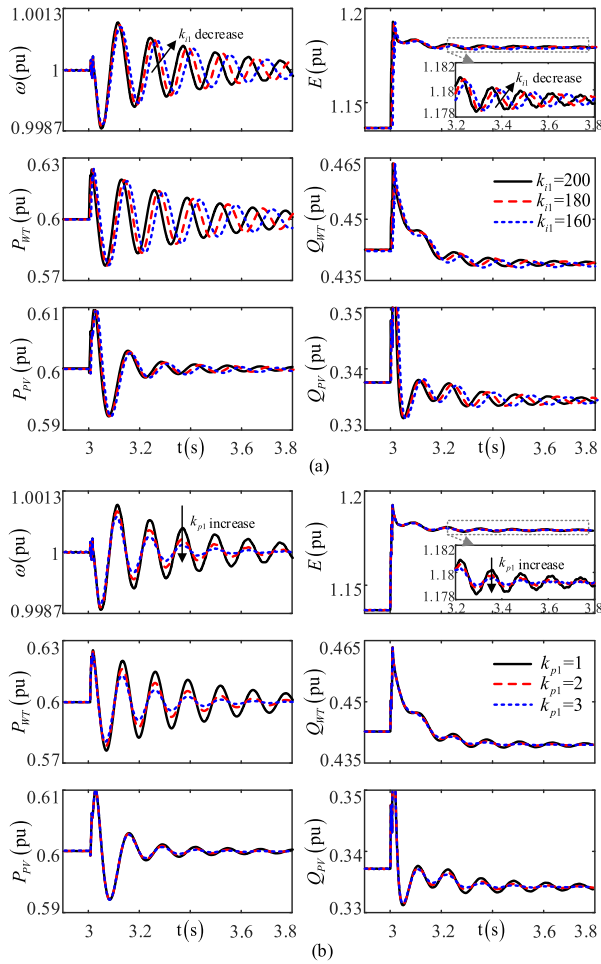 1.0013
1
0.9987
ω(pu)
k_i1 decrease
1.2
1.15
E(pu)
k_i1 decrease
1.182
1.18
1.178
3.2 3.4 3.6 3.8
0.63
0.6
0.57
P_WT(pu)
0.465
0.45
0.435
Q_WT(pu)
k_i1=200
k_i1=180
k_i1=160
0.61
0.6
0.59
P_PV(pu)
3 3.2 3.6 3.8
t(s)
0.35
0.34
0.33
Q_PV(pu)
3 3.2 3.6 3.8
t(s)
(a)
1.0013
1
0.9987
ω(pu)
k_p1 increase
1.2
1.15
E(pu)
k_p1 increase
1.182
1.18
1.178
3.2 3.4 3.6 3.8
0.63
0.6
0.57
P_WT(pu)
0.465
0.45
0.435
Q_WT(pu)
k_p1=1
k_p1=2
k_p1=3
0.61
0.6
0.59
P_PV(pu)
3 3.2 3.6 3.8
t(s)
0.35
0.34
0.33
Q_PV(pu)
3 3.2 3.6 3.8
t(s)
(b)